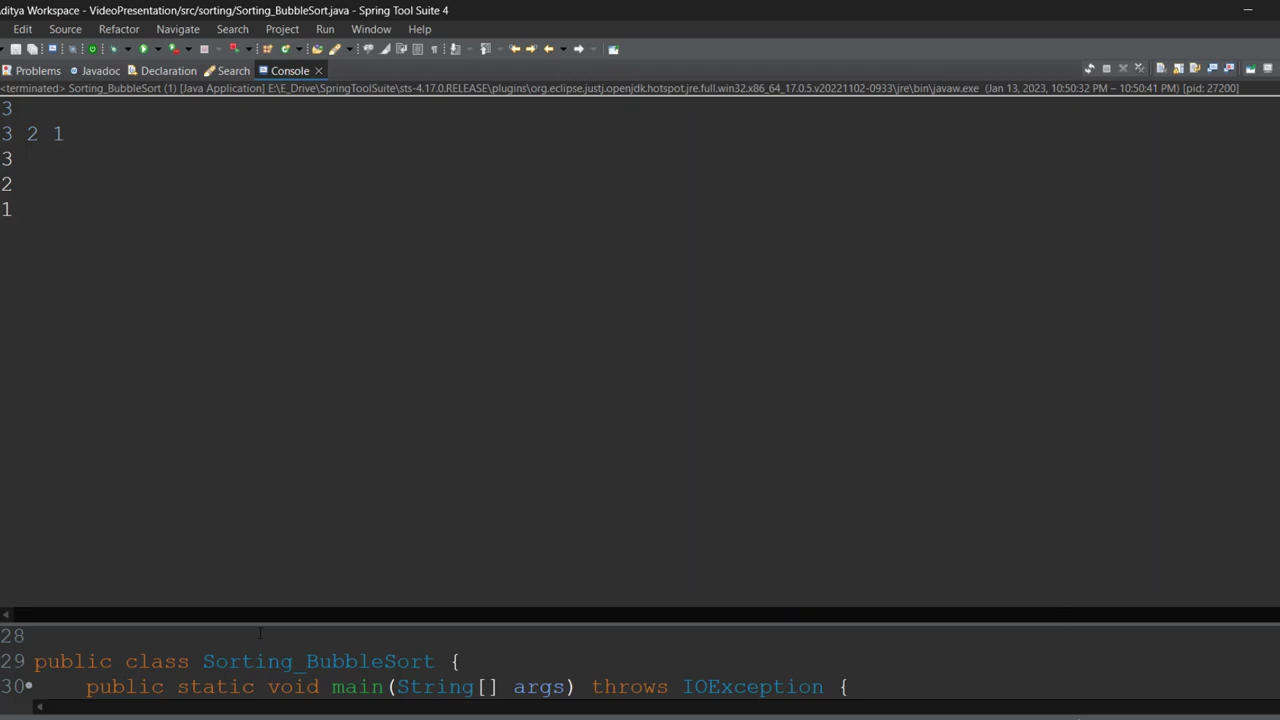 Aditya Workspace - VideoPresentation/src/sorting/Sorting_BubbleSort.java - Spring Tool Suite 4
Edit Source Refactor Navigate Search Project Run Window Help
Problems Javadoc Declaration Search Console
<terminated> Sorting_BubbleSort (1) [Java Application] E:\E_Drive\SpringToolSuite\sts-4.17.0.RELEASE\plugins\org.eclipse.justj.openjdk.hotspot.jre.full.win32.x86_64_17.0.5.v20221102-0933\jre\bin\javaw.exe (Jan 13, 2023, 10:50:32 PM – 10:50:41 PM) [pid: 27200]
3
3 2 1
3
2
1
28
29 public class Sorting_BubbleSort {
30 public static void main(String[] args) throws IOException {